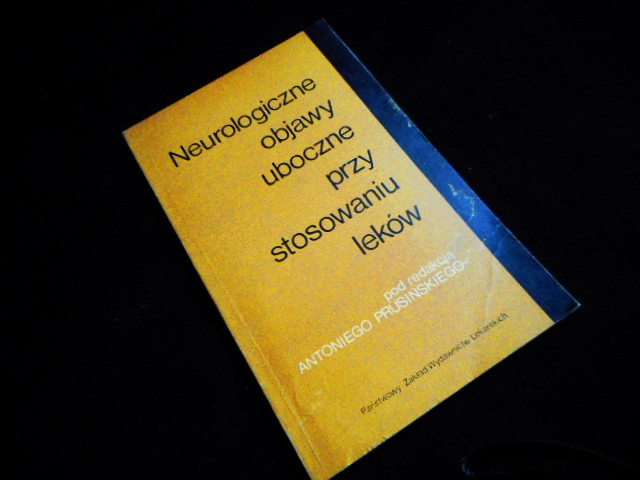 Neurologiczne
objawy
uboczne
przy
stosowaniu
leków
pod redakcją
ANTONIEGO PRUSIŃSKIEGO
Państwowy Zakład Wydawnictw Lekarskich